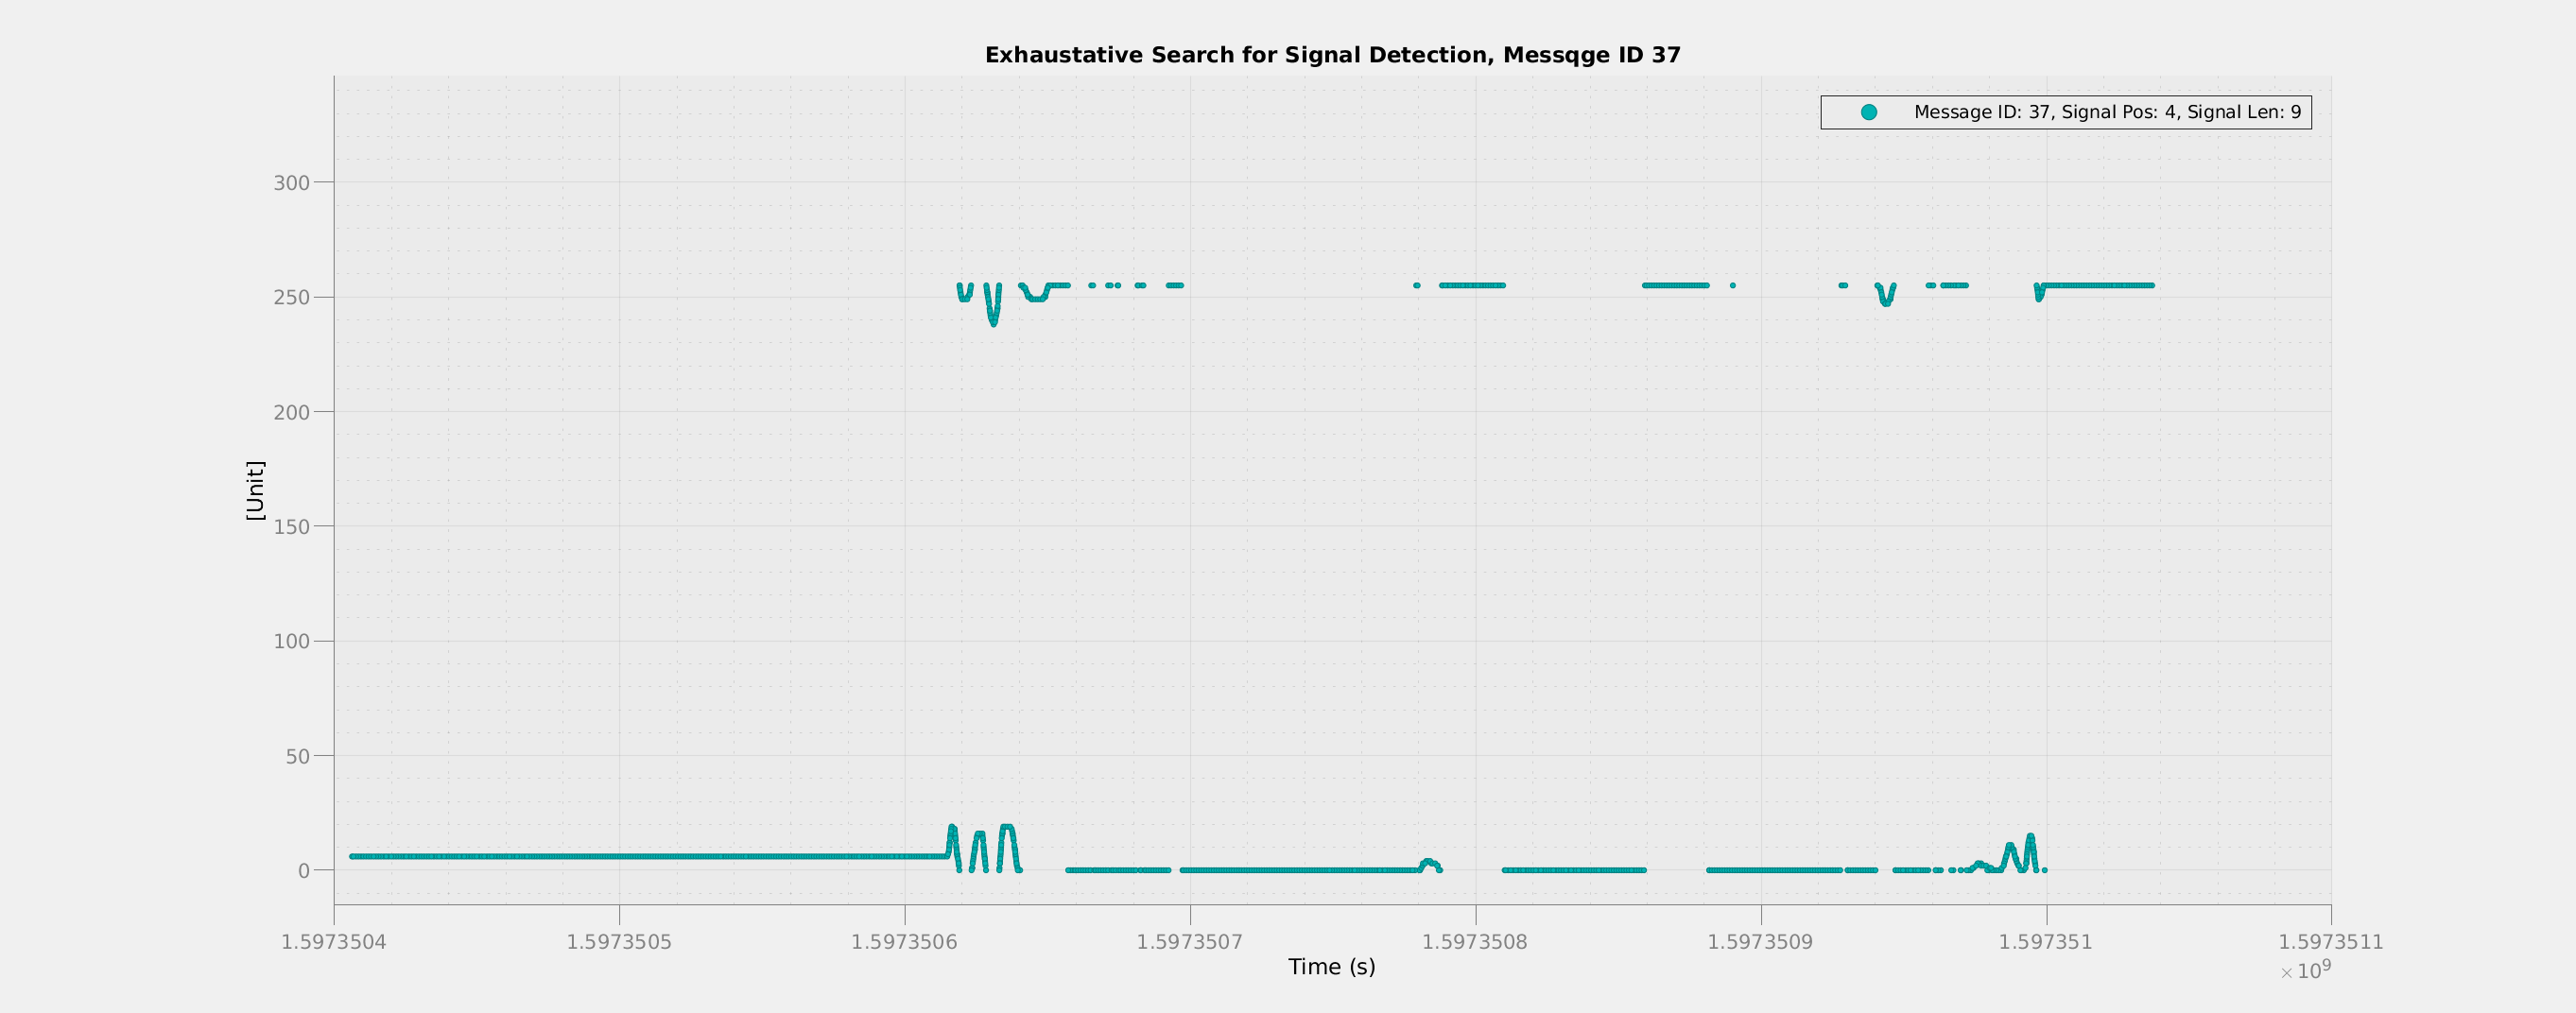 Exhaustative Search for Signal Detection, Messqge ID 37
Message ID: 37, Signal Pos: 4, Signal Len: 9
300
250
200
150
100
50
0
[Unit]
1.5973504 1.5973505 1.5973506 1.5973507 1.5973508 1.5973509 1.597351 1.5973511
Time (s)
× 10⁹